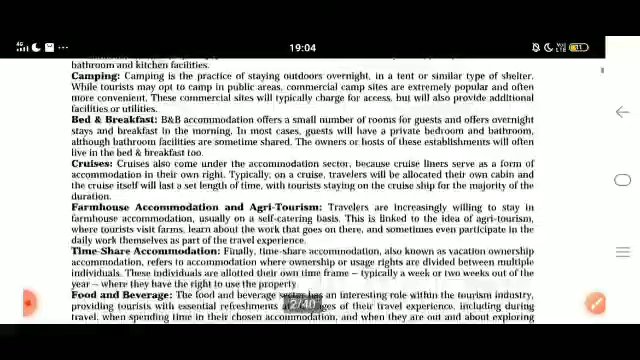 4G 19:04
bathroom and kitchen facilities.
Camping: Camping is the practice of staying outdoors overnight, in a tent or similar type of shelter.
While tourists may opt to camp in public areas, commercial camp sites are extremely popular and often
more convenient. These commercial sites will typically charge for access, but will also provide additional
facilities or utilities.
Bed & Breakfast: B&B accommodation offers a small number of rooms for guests and offers overnight
stays and breakfast in the morning. In most cases, guests will have a private bedroom and bathroom,
although bathroom facilities are sometime shared. The owners or hosts of these establishments will often
live in the bed & breakfast too.
Cruises: Cruises also come under the accommodation sector, because cruise liners serve as a form of
accommodation in their own right. Typically, on a cruise, travelers will be allocated their own cabin and
the cruise itself will last a set length of time, with tourists staying on the cruise ship for the majority of the
duration.
Farmhouse Accommodation and Agri-Tourism: Travelers are increasingly willing to stay in
farmhouse accommodation, usually on a self-catering basis. This is linked to the idea of agri-tourism,
where tourists visit farms, learn about the work that goes on there, and sometimes even participate in the
daily work themselves as part of the travel experience.
Time-Share Accommodation: Finally, time-share accommodation, also known as vacation ownership
accommodation, refers to accommodation where ownership or usage rights are divided between multiple
individuals. These individuals are allotted their own time frame – typically a week or two weeks out of the
year – where they have the right to use the property
Food and Beverage: The food and beverage sector has an interesting role within the tourism industry,
providing tourists with essential refreshments at all stages of their travel experience, including during
travel, when spending time in their chosen accommodation, and when they are out and about exploring
2/40